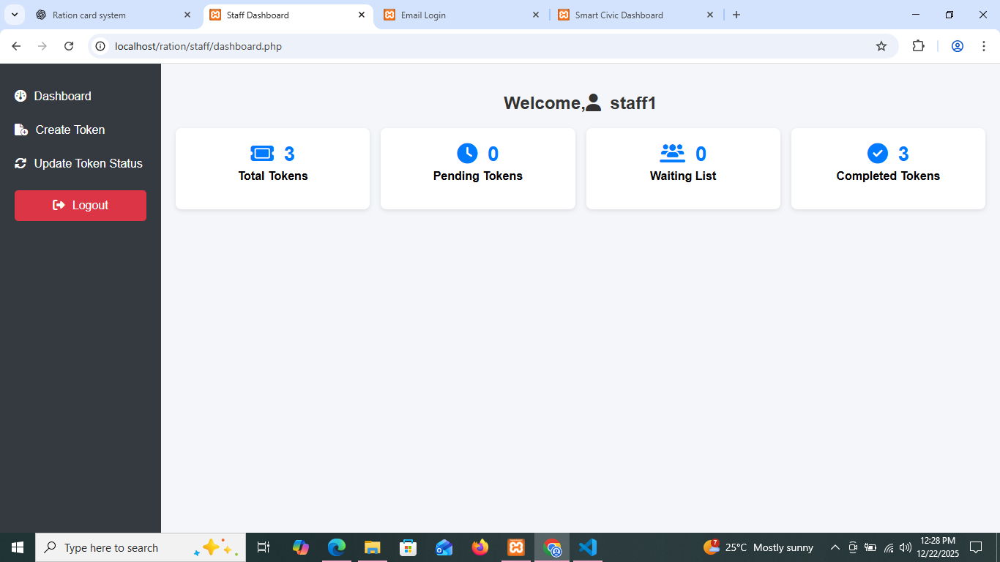 Ration card system
Staff Dashboard
Email Login
Smart Civic Dashboard
localhost/ration/staff/dashboard.php
Dashboard
Create Token
Update Token Status
Logout
Welcome, staff1
3
Total Tokens
0
Pending Tokens
0
Waiting List
3
Completed Tokens
Type here to search
7
25°C Mostly sunny
12:28 PM
12/22/2025